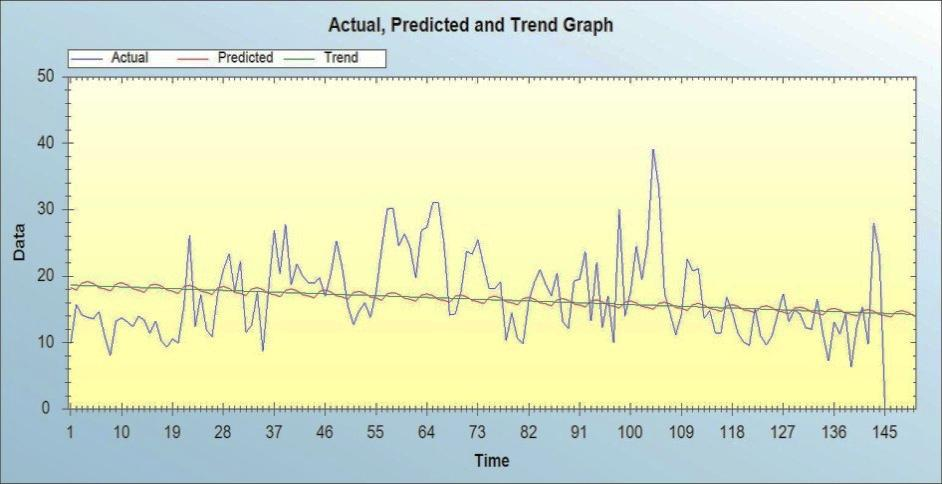 Actual, Predicted and Trend Graph
Actual Predicted Trend
50
40
30
20
10
0
Data
1 10 19 28 37 46 55 64 73 82 91 100 109 118 127 136 145
Time